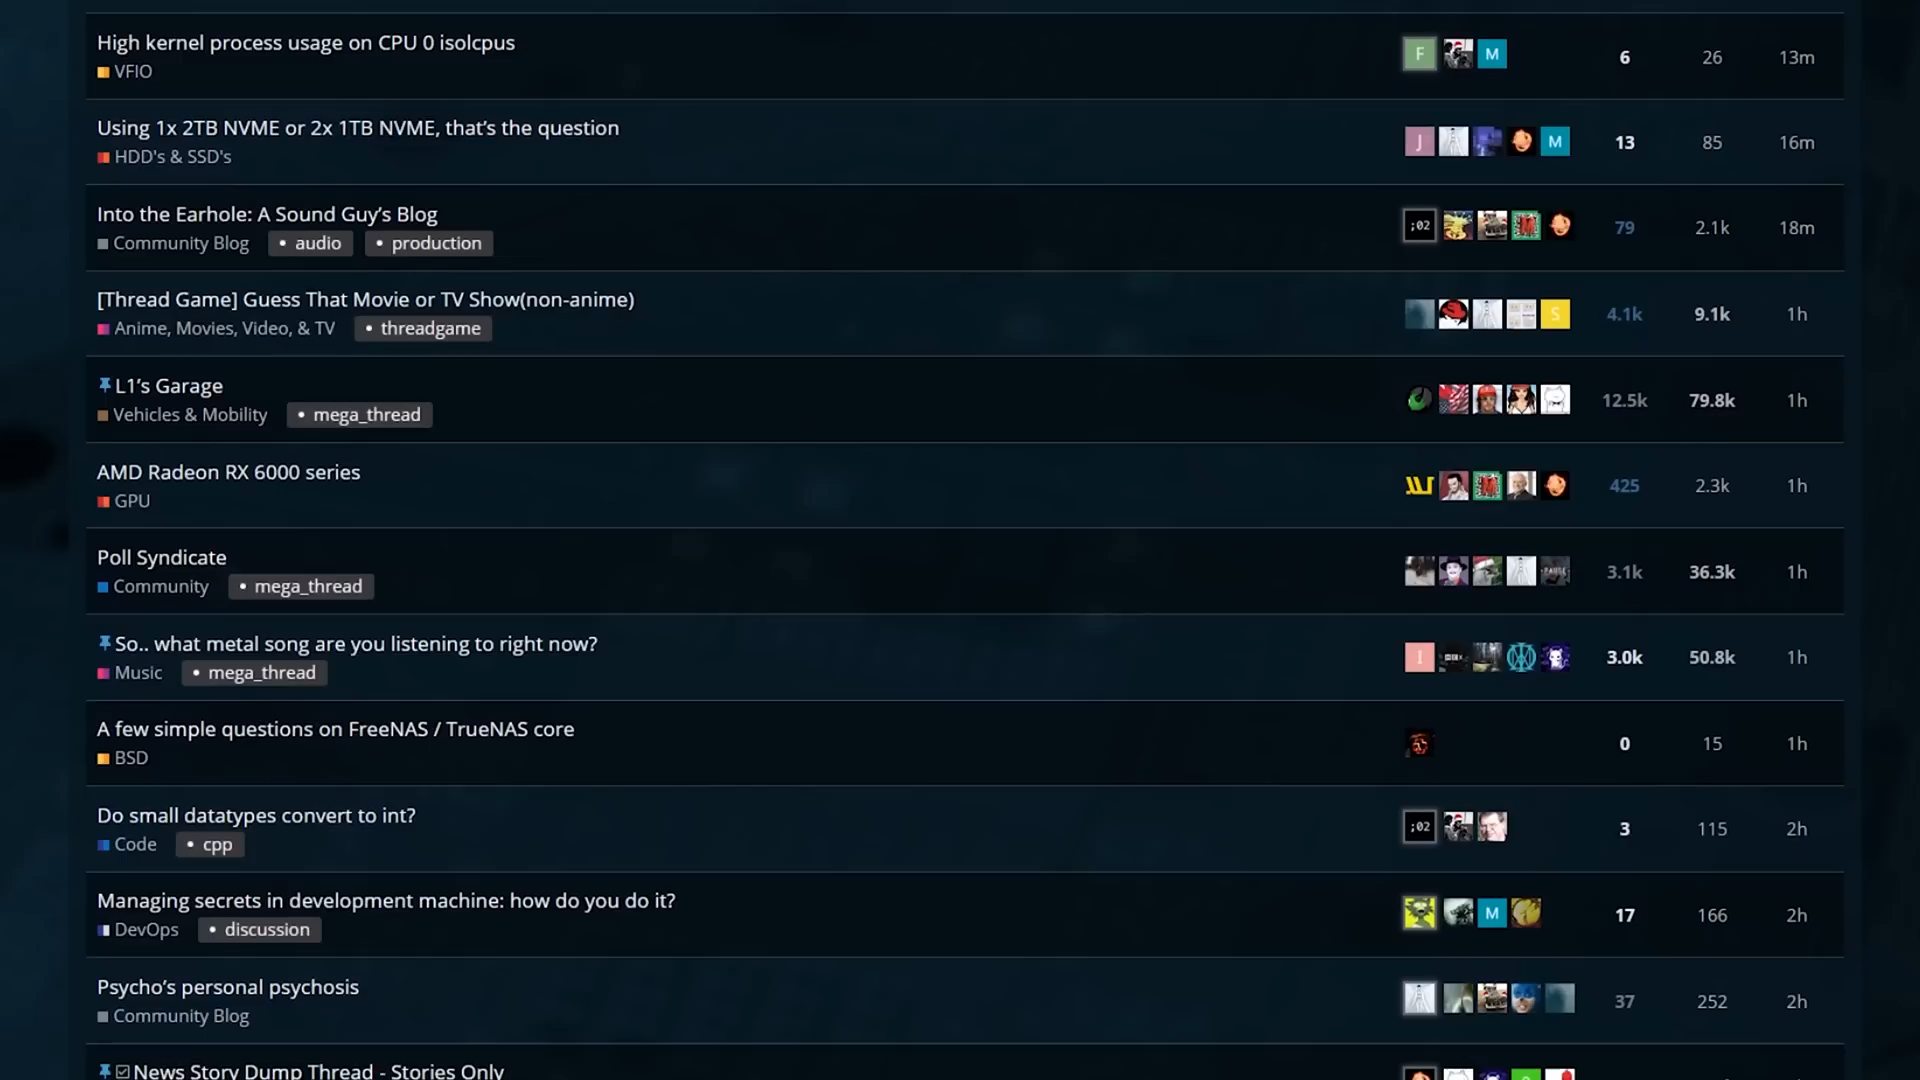 High kernel process usage on CPU 0 isolcpus
F M 6 26 13m
VFIO
Using 1x 2TB NVME or 2x 1TB NVME, that's the question
J M 13 85 16m
HDD's & SSD's
Into the Earhole: A Sound Guy's Blog
;02 79 2.1k 18m
Community Blog • audio • production
[Thread Game] Guess That Movie or TV Show(non-anime)
S 4.1k 9.1k 1h
Anime, Movies, Video, & TV • threadgame
L1's Garage
12.5k 79.8k 1h
Vehicles & Mobility • mega_thread
AMD Radeon RX 6000 series
425 2.3k 1h
GPU
Poll Syndicate
3.1k 36.3k 1h
Community • mega_thread
So.. what metal song are you listening to right now?
I 3.0k 50.8k 1h
Music • mega_thread
A few simple questions on FreeNAS / TrueNAS core
0 15 1h
BSD
Do small datatypes convert to int?
;02 3 115 2h
Code • cpp
Managing secrets in development machine: how do you do it?
M 17 166 2h
DevOps • discussion
Psycho's personal psychosis
37 252 2h
Community Blog
News Story Dump Thread - Stories Only